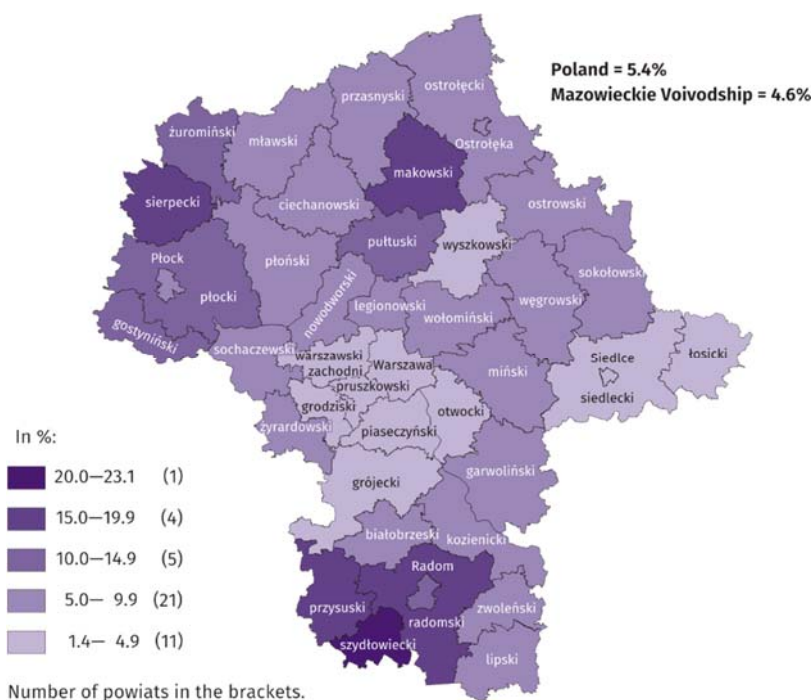 Poland = 5.4%
Mazowieckie Voivodship = 4.6%
ostrołęcki
przasnyski
żuromiński
mławski
Ostrołęka
makowski
sierpecki
ciechanowski
ostrowski
pułtuski
wyszkowski
Płock
płoński
sokołowski
płocki
nowodworski
legionowski
węgrowski
wołomiński
gostyniński
sochaczewski
warszawski
zachodni
Warszawa
Siedlce
łosicki
pruszkowski
miński
siedlecki
grodziski
otwocki
żyrardowski
piaseczyński
garwoliński
grójecki
białobrzeski
kozienicki
Radom
przysuski
zwoleński
radomski
szydłowiecki
lipski
In %:
20.0—23.1 (1)
15.0—19.9 (4)
10.0—14.9 (5)
5.0— 9.9 (21)
1.4— 4.9 (11)
Number of powiats in the brackets.